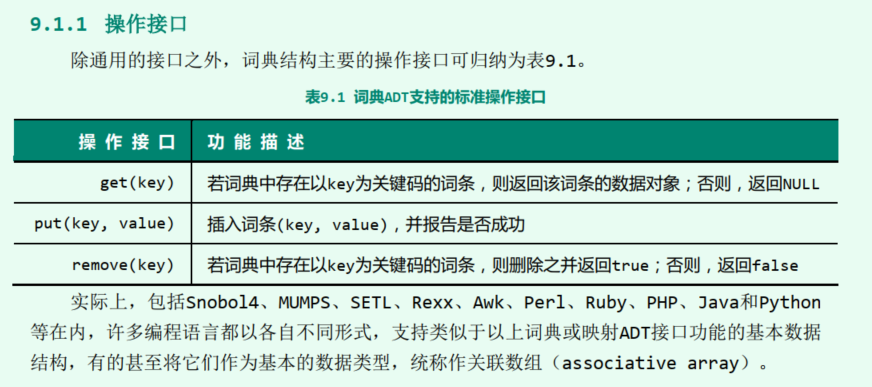 9.1.1 操作接口
除通用的接口之外，词典结构主要的操作接口可归纳为表9.1。
表9.1 词典ADT支持的标准操作接口
操作接口 功能描述
get(key) 若词典中存在以key为关键码的词条，则返回该词条的数据对象；否则，返回NULL
put(key, value) 插入词条(key, value)，并报告是否成功
remove(key) 若词典中存在以key为关键码的词条，则删除之并返回true；否则，返回false
实际上，包括Snobol4、MUMPS、SETL、Rexx、Awk、Perl、Ruby、PHP、Java和Python
等在内，许多编程语言都以各自不同形式，支持类似于以上词典或映射ADT接口功能的基本数据
结构，有的甚至将它们作为基本的数据类型，统称作关联数组（associative array）。